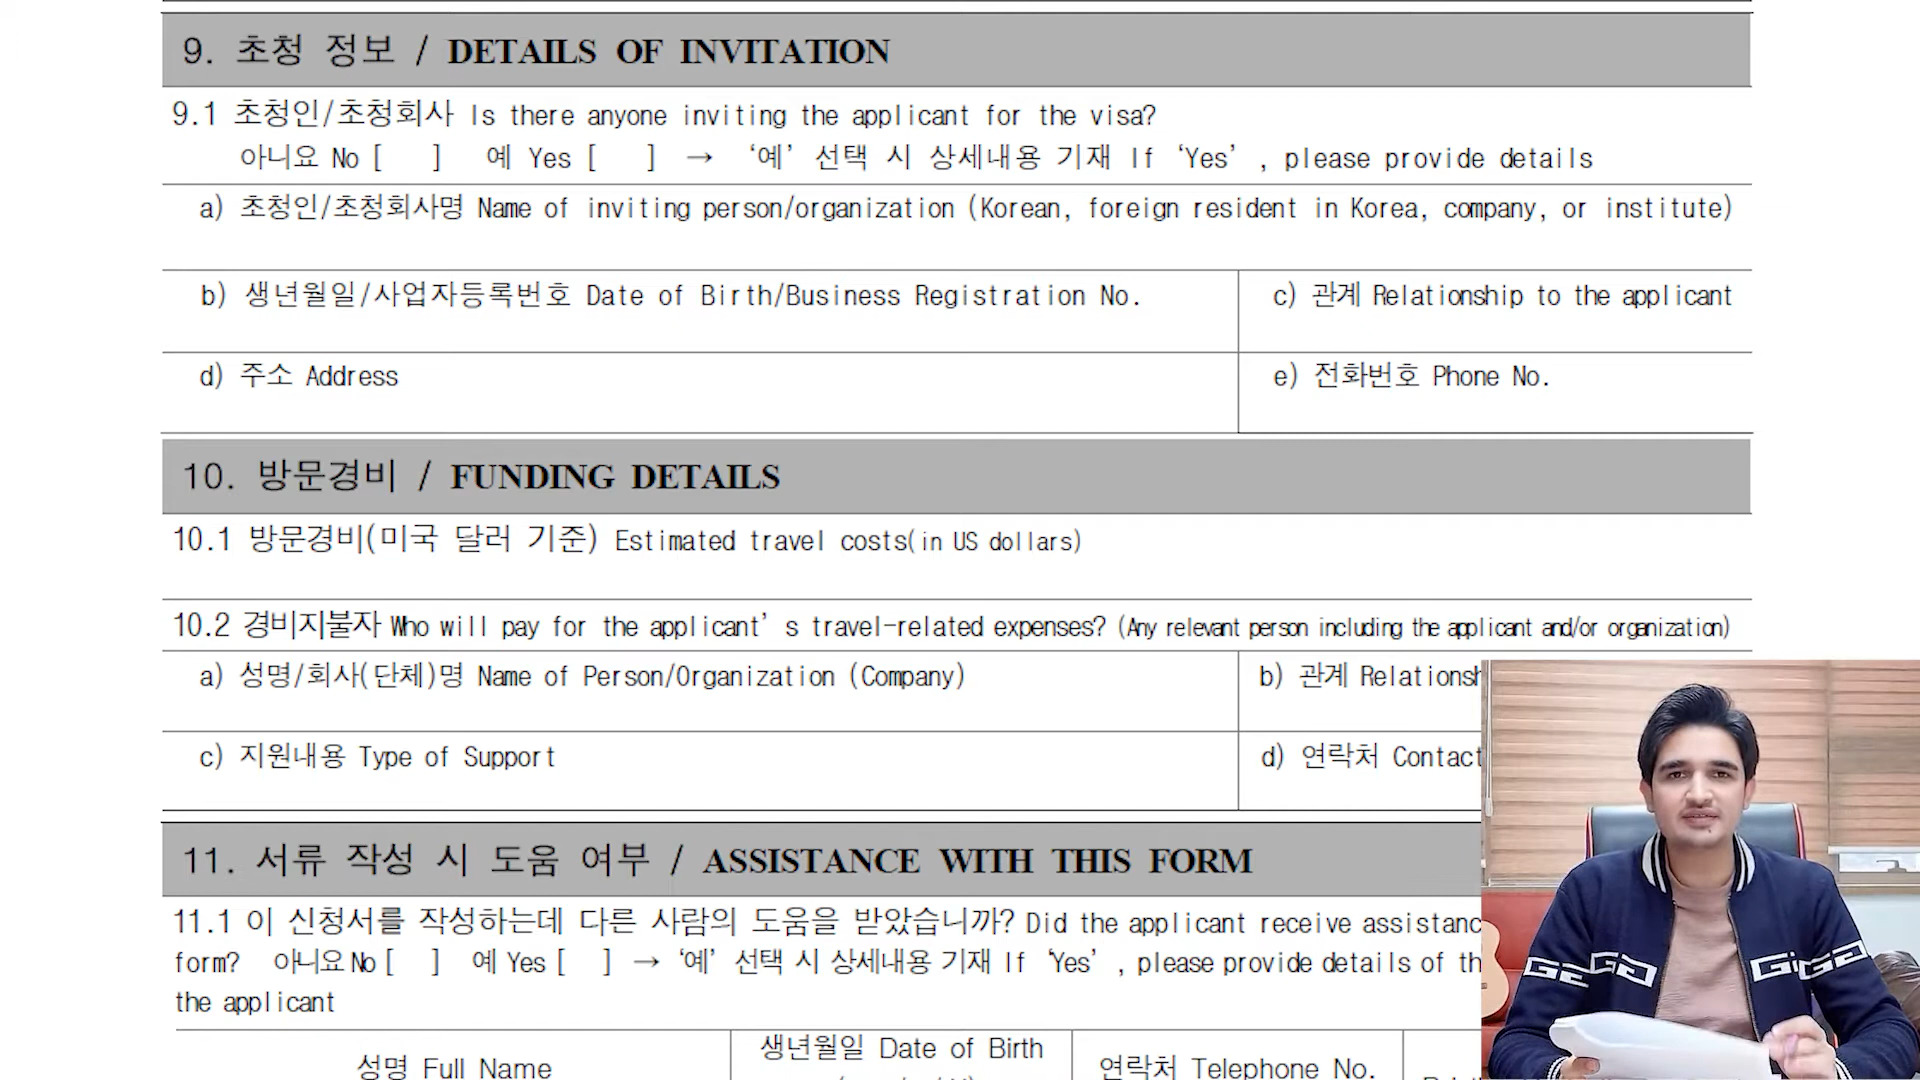 9. 초청 정보 / DETAILS OF INVITATION
9.1 초청인/초청회사 Is there anyone inviting the applicant for the visa?
아니요 No [ ] 예 Yes [ ] → ‘예’ 선택 시 상세내용 기재 If ‘Yes’, please provide details
a) 초청인/초청회사명 Name of inviting person/organization (Korean, foreign resident in Korea, company, or institute)
b) 생년월일/사업자등록번호 Date of Birth/Business Registration No.
c) 관계 Relationship to the applicant
d) 주소 Address
e) 전화번호 Phone No.
10. 방문경비 / FUNDING DETAILS
10.1 방문경비(미국 달러 기준) Estimated travel costs(in US dollars)
10.2 경비지불자 Who will pay for the applicant’s travel-related expenses? (Any relevant person including the applicant and/or organization)
a) 성명/회사(단체)명 Name of Person/Organization (Company)
b) 관계 Relationsh
c) 지원내용 Type of Support
d) 연락처 Contact
11. 서류 작성 시 도움 여부 / ASSISTANCE WITH THIS FORM
11.1 이 신청서를 작성하는데 다른 사람의 도움을 받았습니까? Did the applicant receive assistanc
form? 아니요 No [ ] 예 Yes [ ] → ‘예’ 선택 시 상세내용 기재 If ‘Yes’, please provide details of th
the applicant
성명 Full Name
생년월일 Date of Birth
연락처 Telephone No.